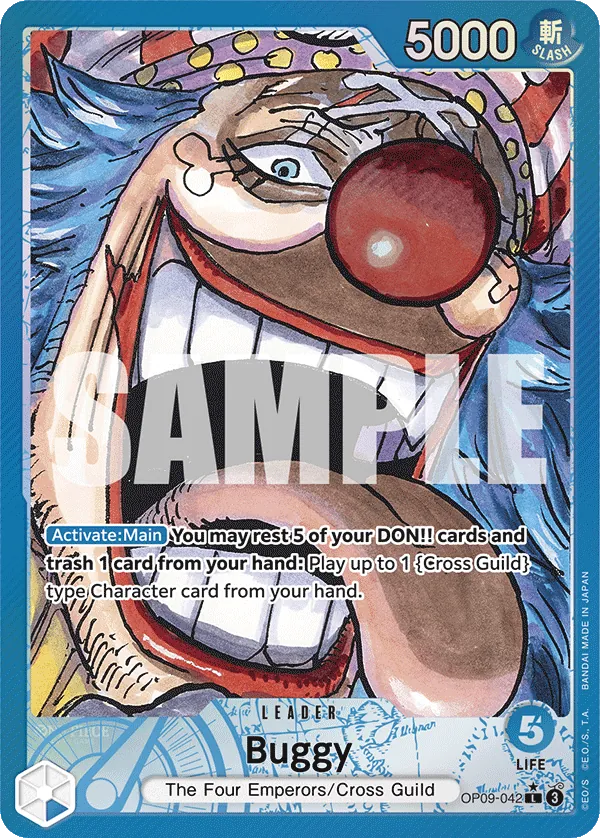 5000
斬
SLASH
SAMPLE
Activate:Main You may rest 5 of your DON!! cards and
trash 1 card from your hand: Play up to 1 {Cross Guild}
type Character card from your hand.
LEADER
Buggy
The Four Emperors/Cross Guild
5
LIFE
OP09-042 L 3
©E.O/S ©E.O./S., T.A. BANDAI MADE IN JAPAN